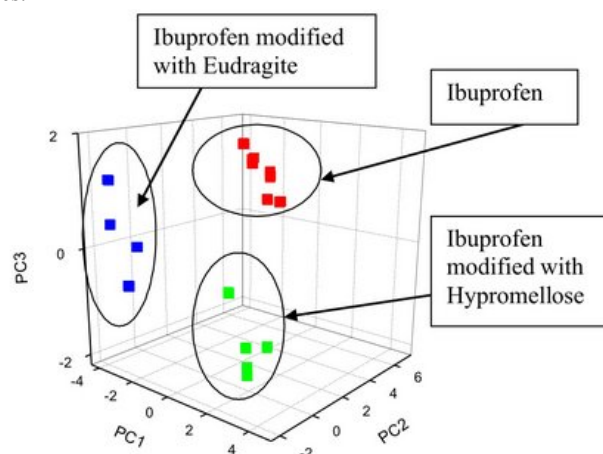 Ibuprofen modified
with Eudragite
Ibuprofen
Ibuprofen
modified with
Hypromellose
2
0
-2
PC3
-4
-2
0
2
4
PC1
-2
0
2
4
6
PC2